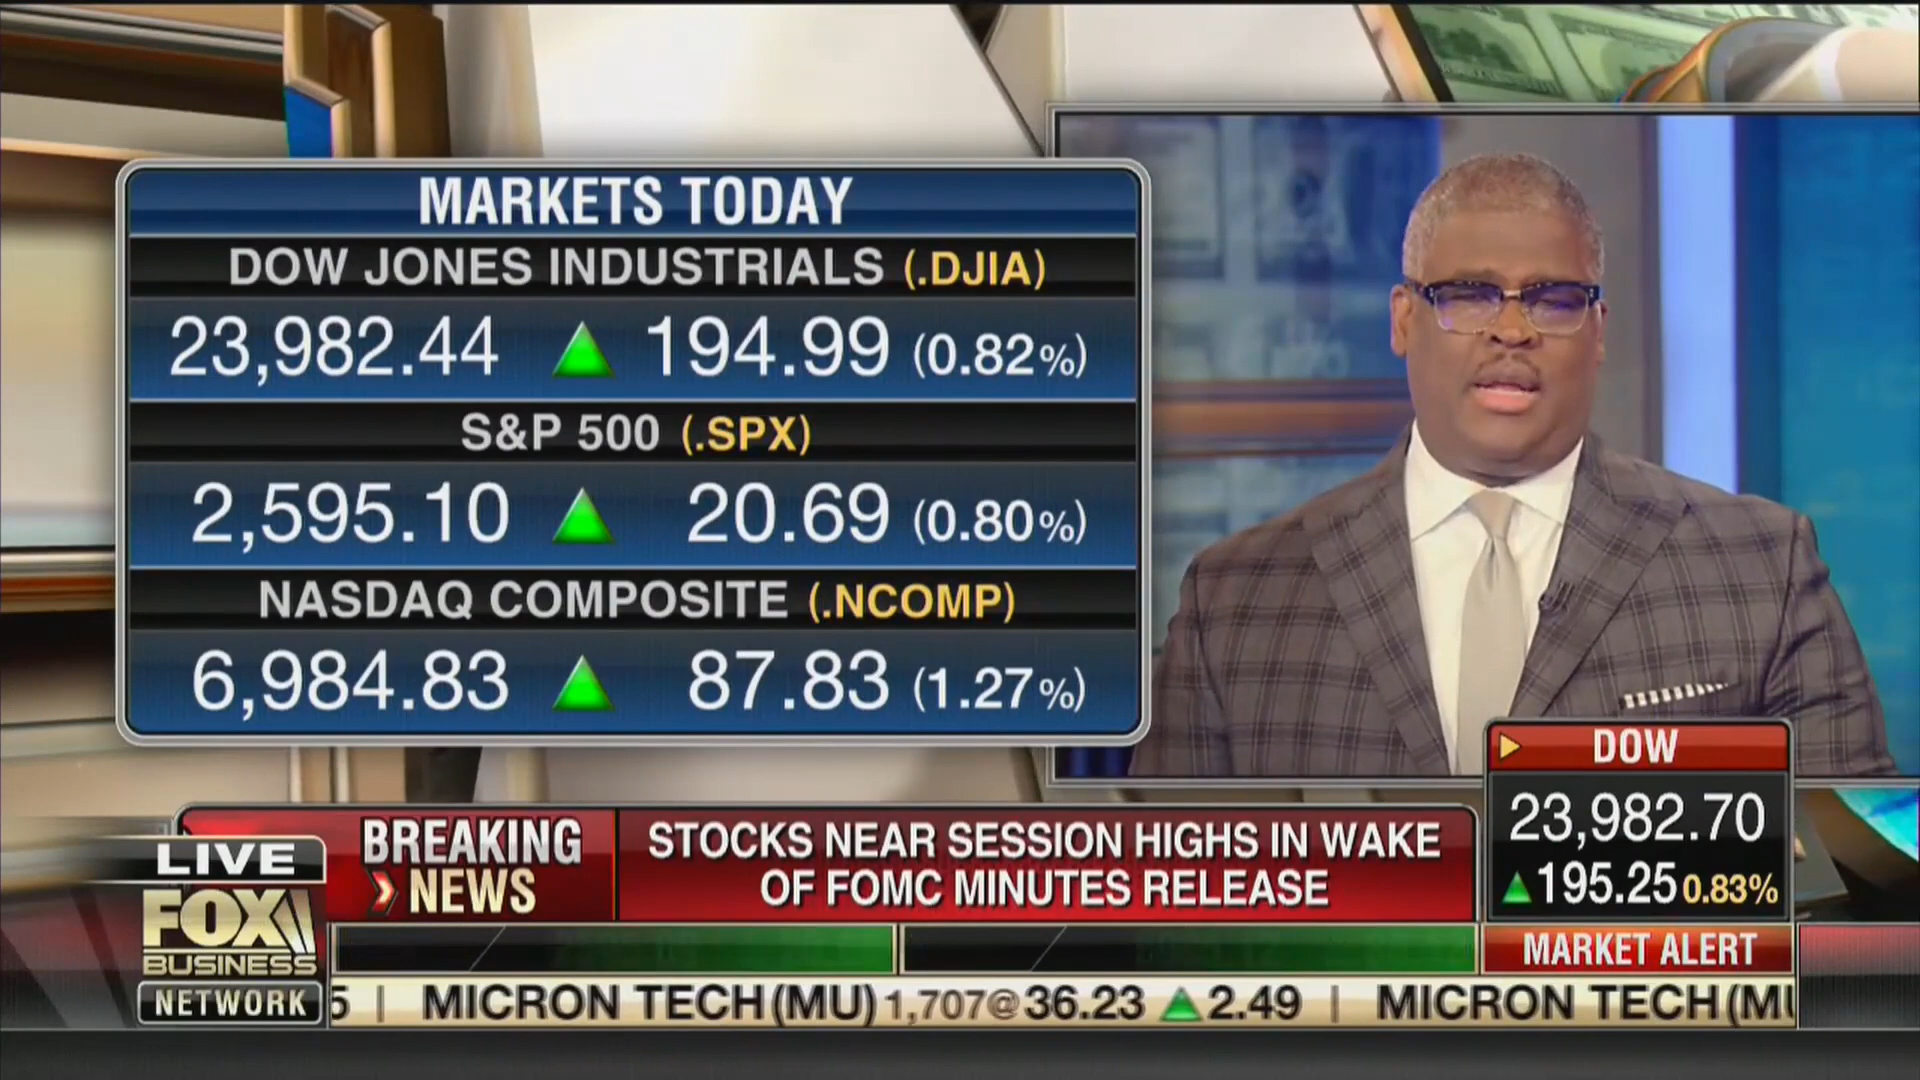 MARKETS TODAY
DOW JONES INDUSTRIALS (.DJIA)
23,982.44 ▲ 194.99 (0.82%)
S&P 500 (.SPX)
2,595.10 ▲ 20.69 (0.80%)
NASDAQ COMPOSITE (.NCOMP)
6,984.83 ▲ 87.83 (1.27%)
DOW
23,982.70
▲195.25 0.83%
MARKET ALERT
BREAKING
NEWS
STOCKS NEAR SESSION HIGHS IN WAKE
OF FOMC MINUTES RELEASE
LIVE
FOX
BUSINESS
NETWORK
5 | MICRON TECH(MU) 1,707@36.23 ▲2.49 | MICRON TECH(MU